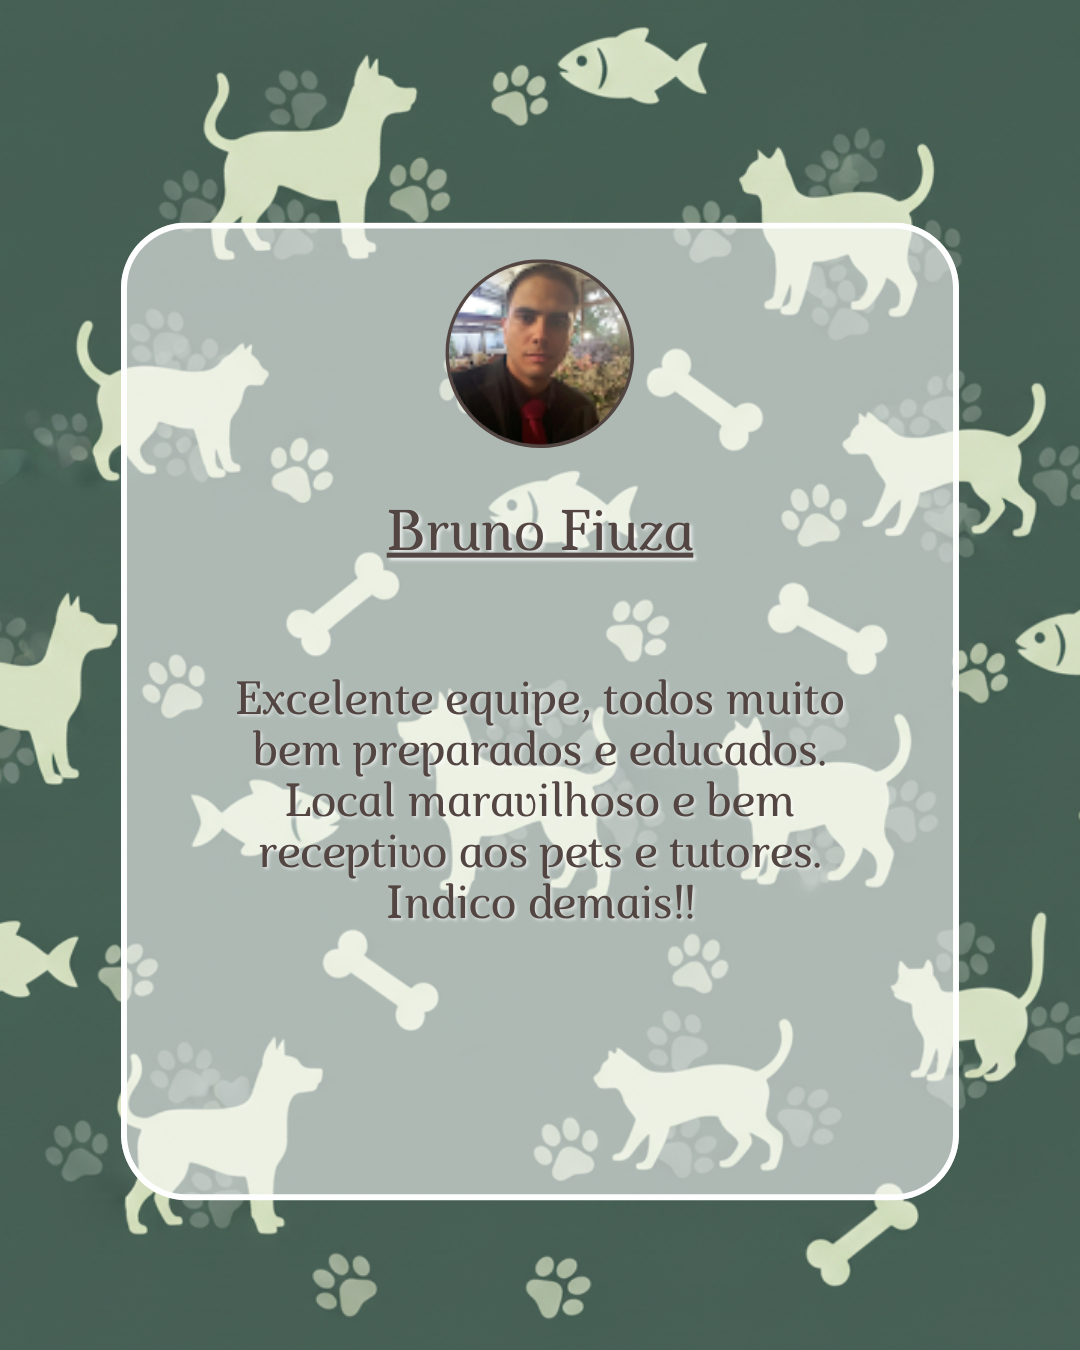 Bruno Fiuza
Excelente equipe, todos muito
bem preparados e educados.
Local maravilhoso e bem
receptivo aos pets e tutores.
Indico demais!!